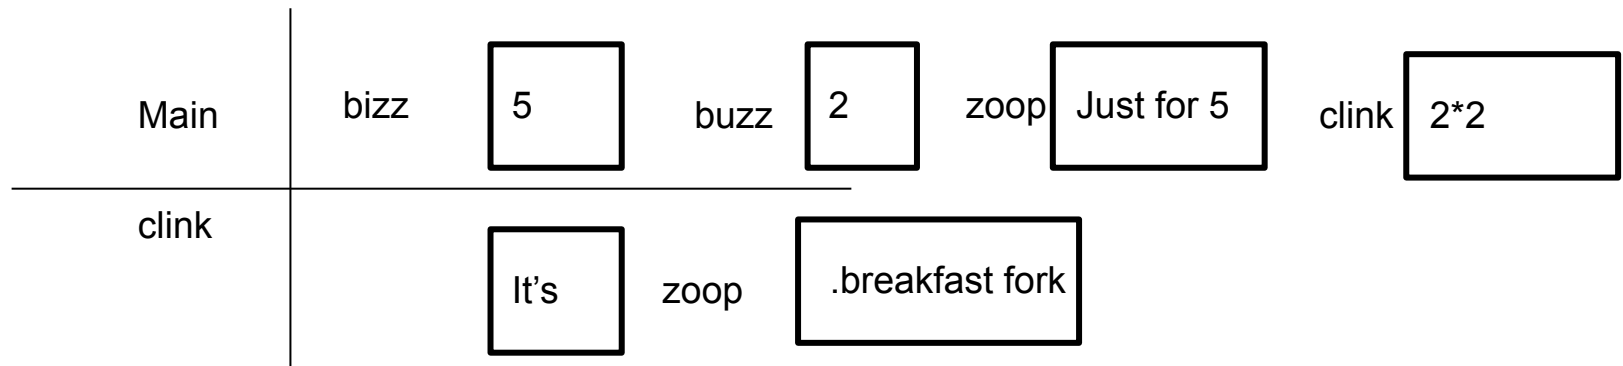 Main bizz 5 buzz 2 zoop Just for 5 clink 2*2
clink It’s zoop .breakfast fork